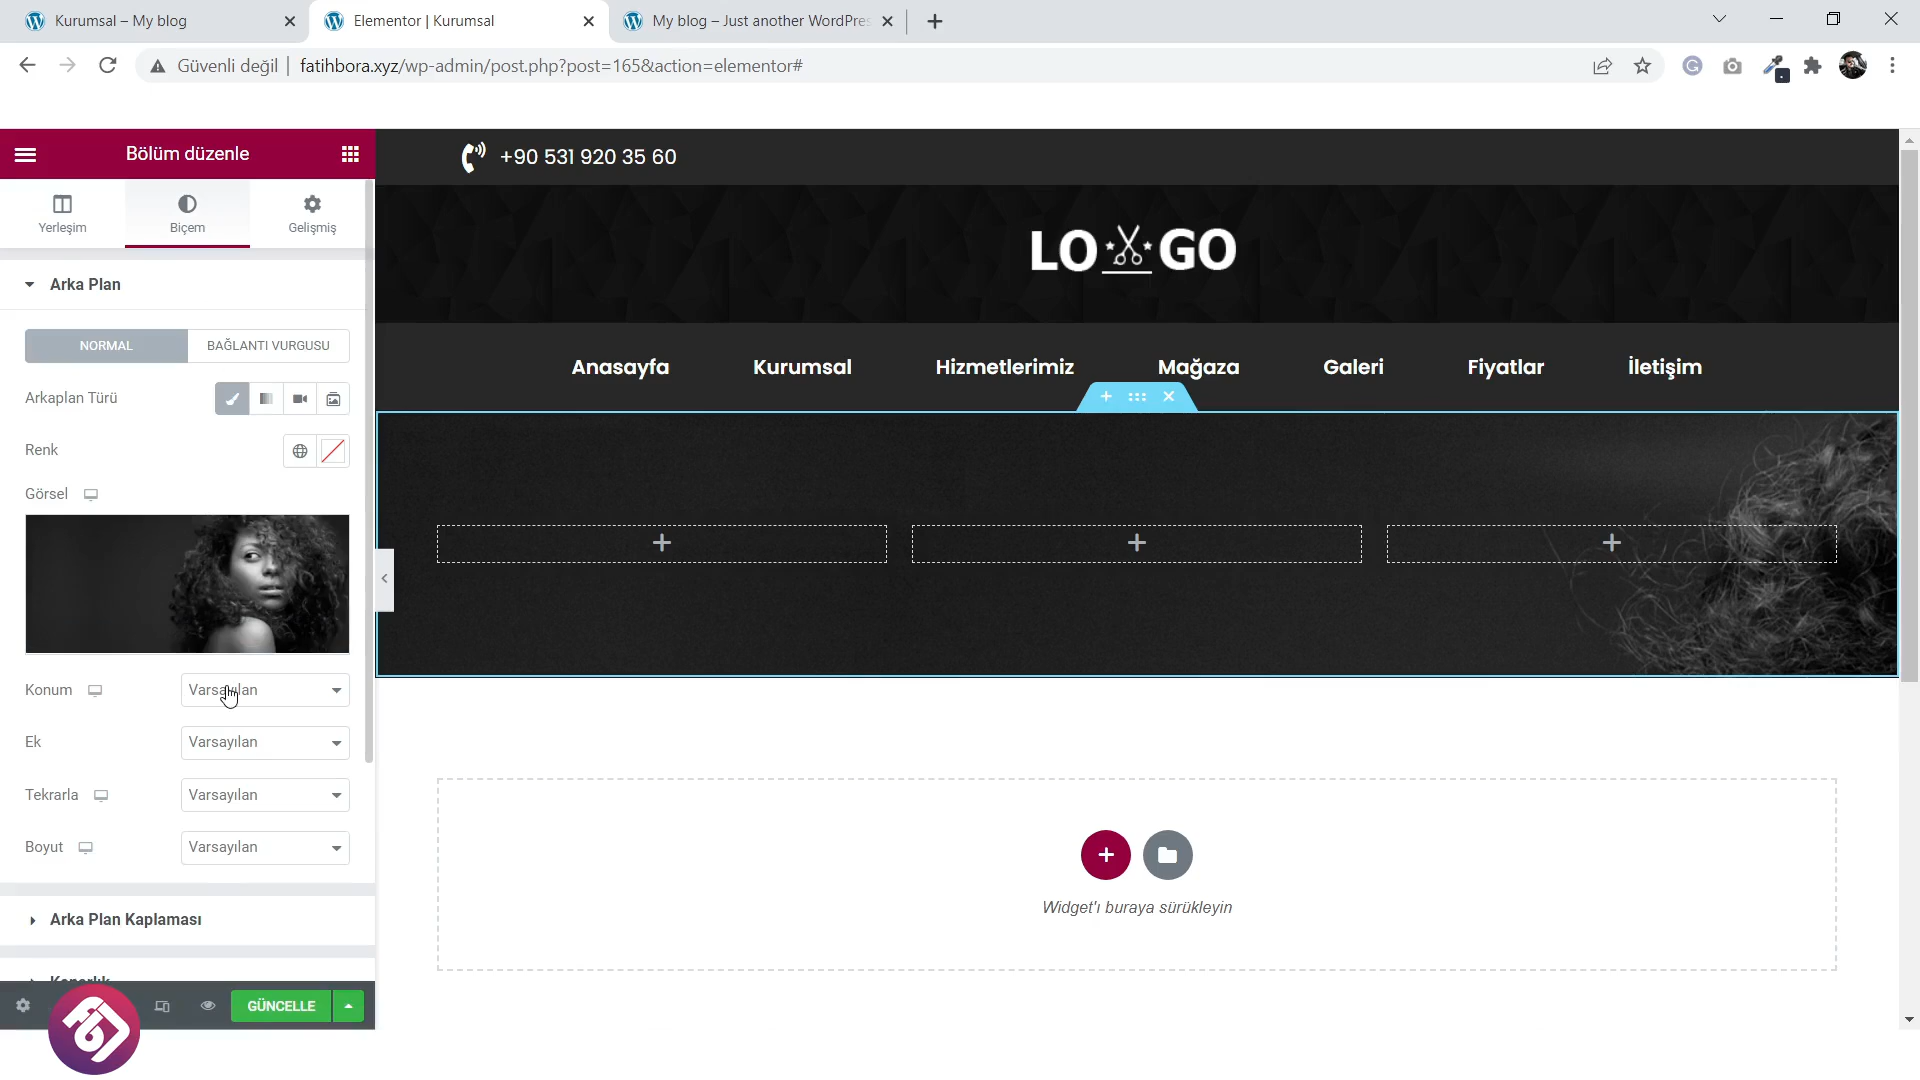 Kurumsal – My blog
Elementor | Kurumsal
My blog – Just another WordPres
Güvenli değil
fatihbora.xyz/wp-admin/post.php?post=165&action=elementor#
Bölüm düzenle
Yerleşim
Biçem
Gelişmiş
Arka Plan
NORMAL
BAĞLANTI VURGUSU
Arkaplan Türü
Renk
Görsel
Konum
Varsayılan
Ek
Varsayılan
Tekrarla
Varsayılan
Boyut
Varsayılan
Arka Plan Kaplaması
GÜNCELLE
+90 531 920 35 60
LO GO
Anasayfa
Kurumsal
Hizmetlerimiz
Mağaza
Galeri
Fiyatlar
İletişim
Widget'ı buraya sürükleyin